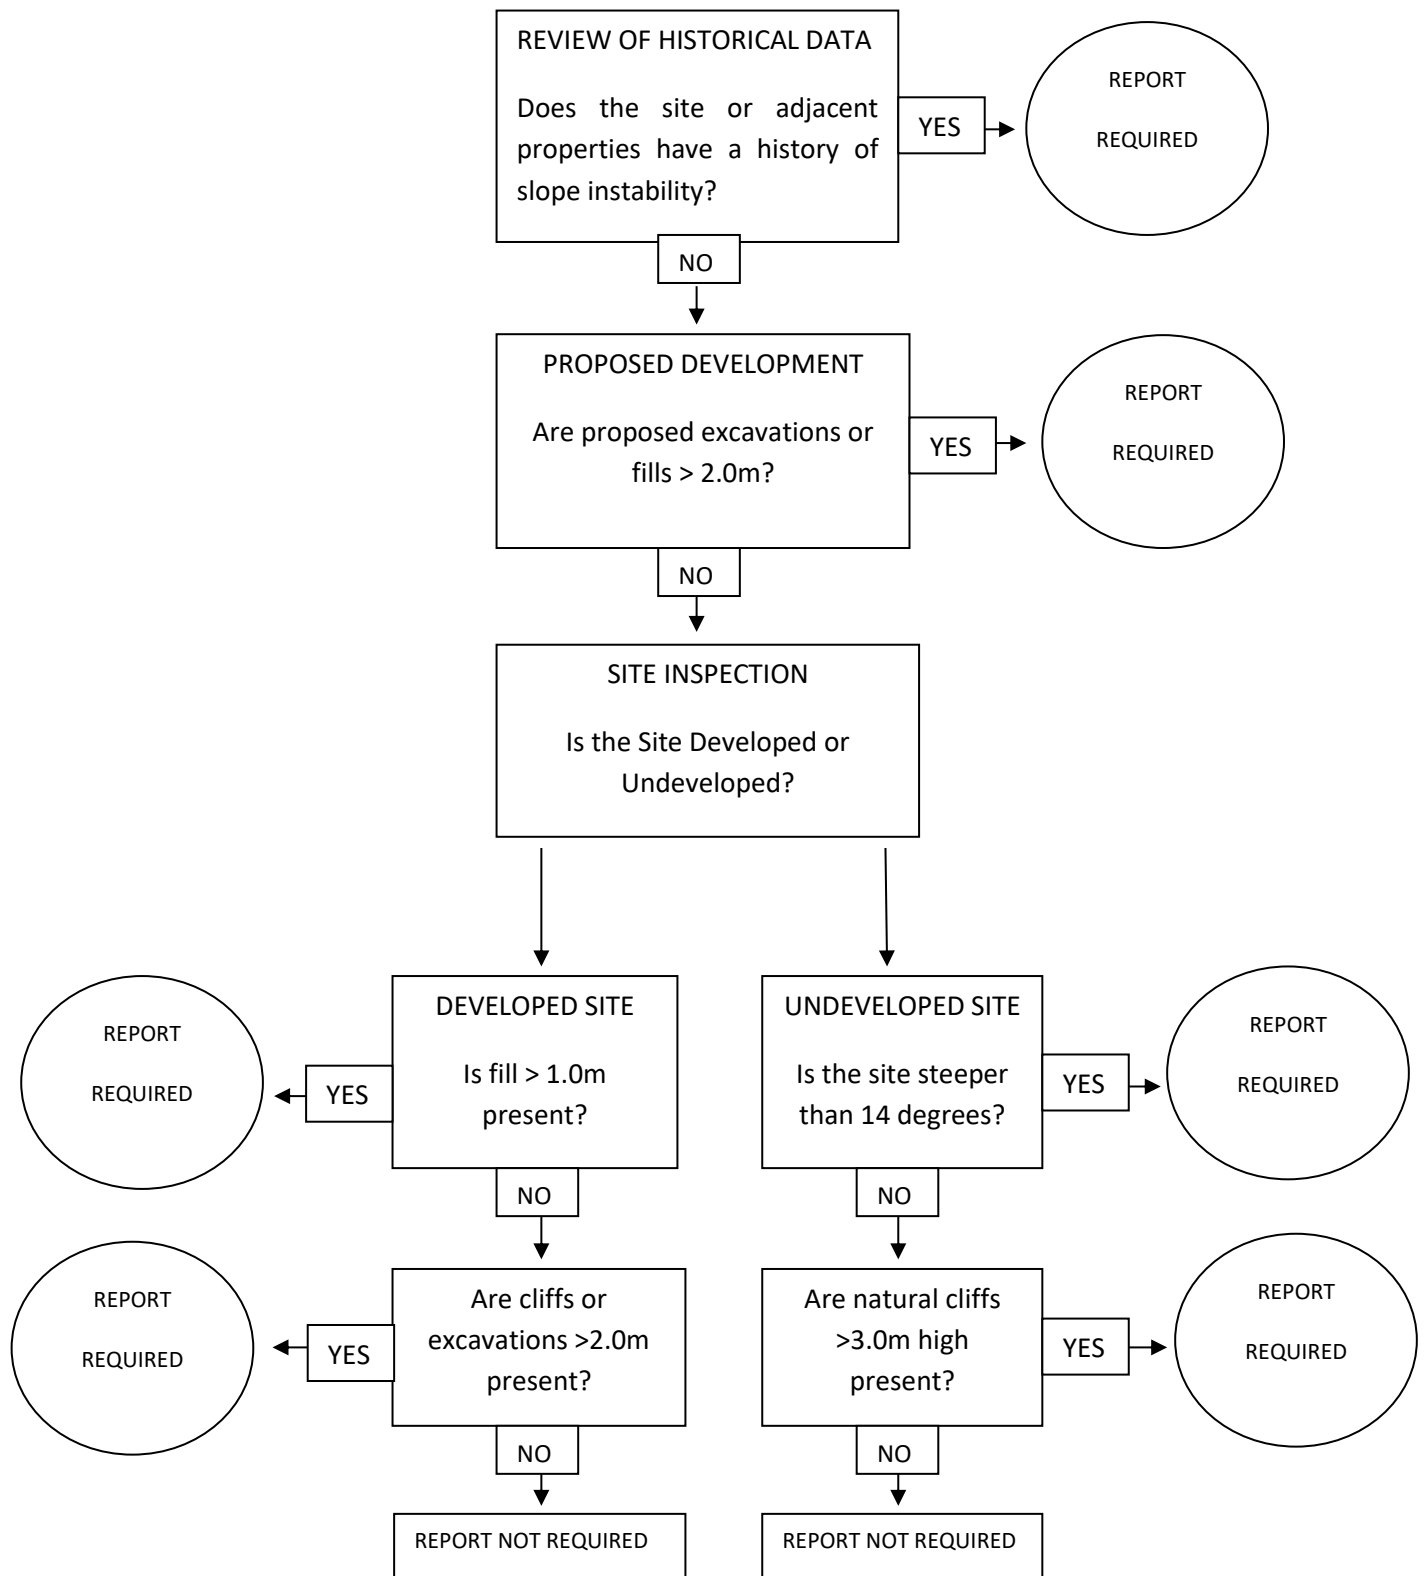 REVIEW OF HISTORICAL DATA
Does the site or adjacent
properties have a history of
slope instability?
YES
REPORT
REQUIRED
NO
PROPOSED DEVELOPMENT
Are proposed excavations or
fills > 2.0m?
YES
REPORT
REQUIRED
NO
SITE INSPECTION
Is the Site Developed or
Undeveloped?
DEVELOPED SITE
Is fill > 1.0m
present?
YES
REPORT
REQUIRED
NO
Are cliffs or
excavations >2.0m
present?
YES
REPORT
REQUIRED
NO
REPORT NOT REQUIRED
UNDEVELOPED SITE
Is the site steeper
than 14 degrees?
YES
REPORT
REQUIRED
NO
Are natural cliffs
>3.0m high
present?
YES
REPORT
REQUIRED
NO
REPORT NOT REQUIRED